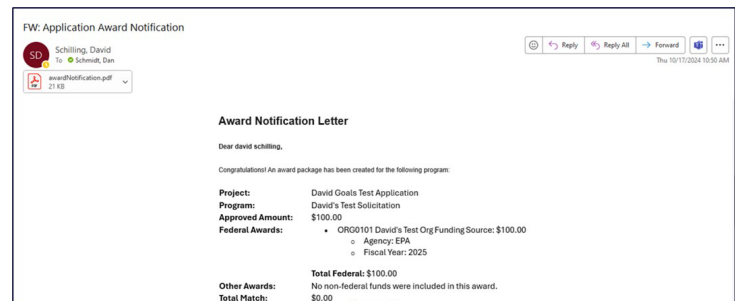 FW: Application Award Notification
SD
Schilling, David
To Schmidt, Dan
Reply Reply All Forward
Thu 10/17/2024 10:50 AM
awardNotification.pdf
21 KB
Award Notification Letter
Dear david schilling,
Congratulations! An award package has been created for the following program:
Project: David Goals Test Application
Program: David's Test Solicitation
Approved Amount: $100.00
Federal Awards: • ORG0101 David's Test Org Funding Source: $100.00
o Agency: EPA
o Fiscal Year: 2025
Total Federal: $100.00
Other Awards: No non-federal funds were included in this award.
Total Match: $0.00